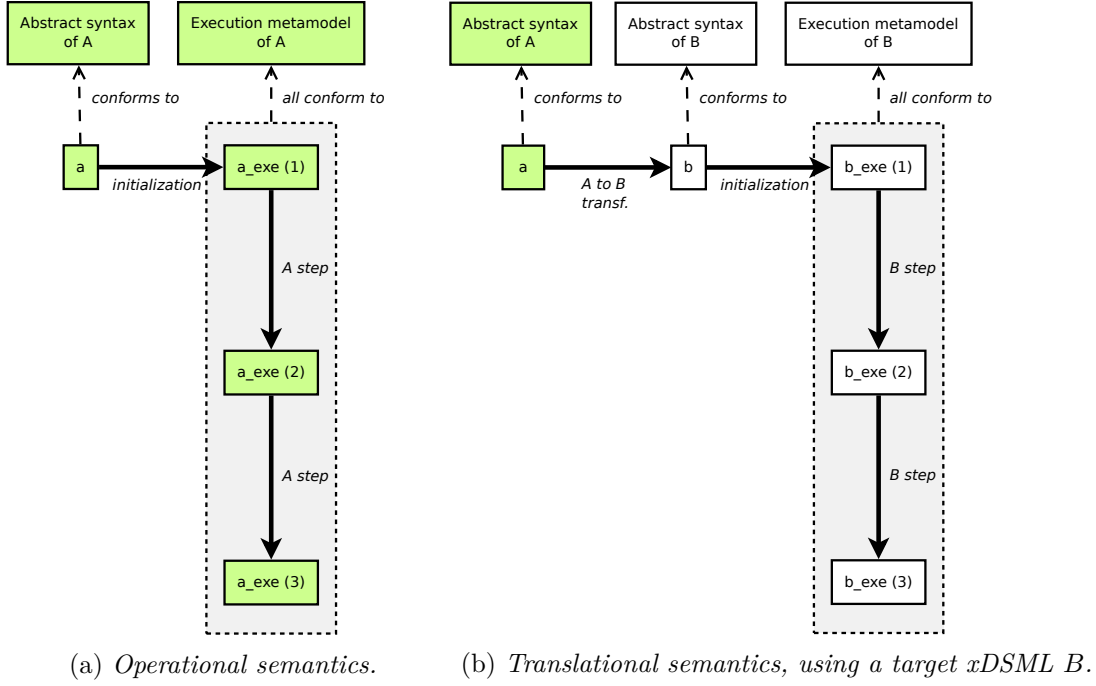 Abstract syntax
of A
Execution metamodel
of A
conforms to
all conform to
a
initialization
a_exe (1)
A step
a_exe (2)
A step
a_exe (3)
(a) Operational semantics.
Abstract syntax
of A
Abstract syntax
of B
Execution metamodel
of B
conforms to
conforms to
all conform to
a
A to B
transf.
b
initialization
b_exe (1)
B step
b_exe (2)
B step
b_exe (3)
(b) Translational semantics, using a target xDSML B.